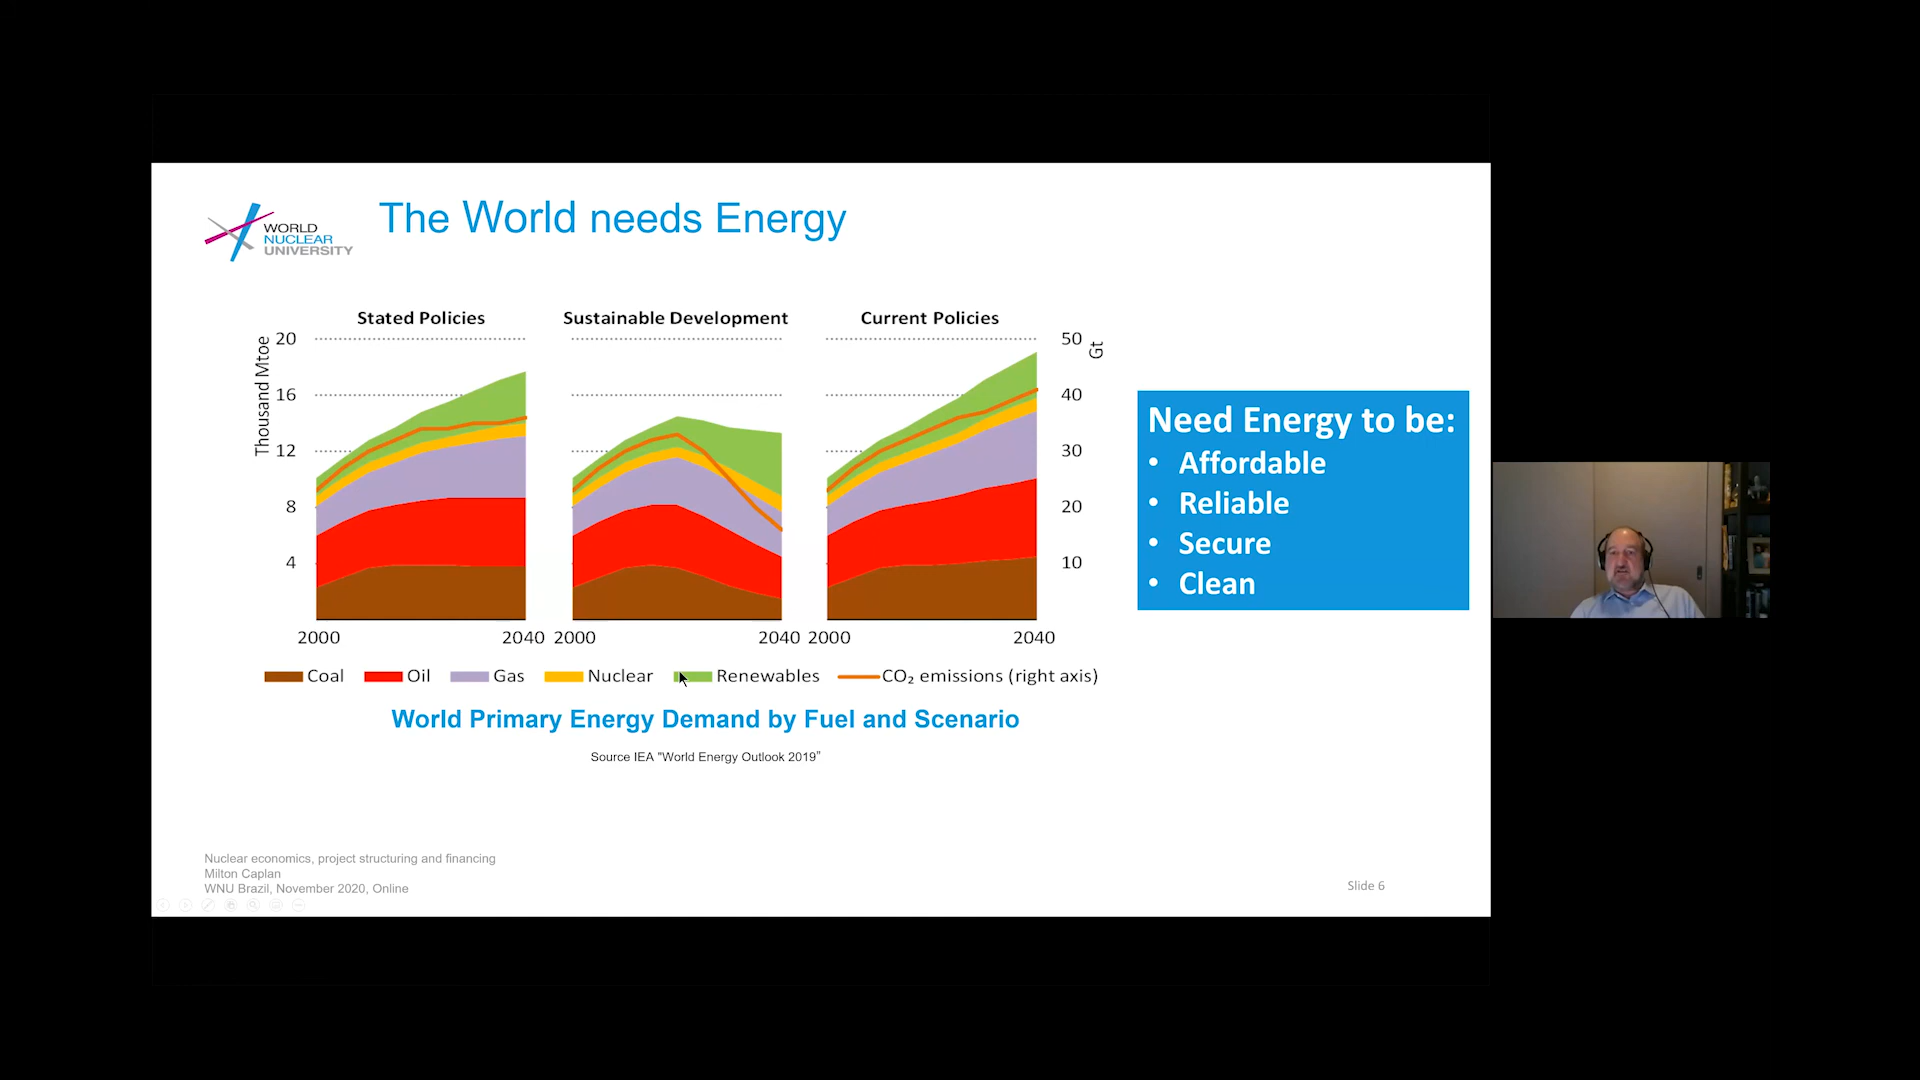 WORLD
NUCLEAR
UNIVERSITY
The World needs Energy
Stated Policies
Sustainable Development
Current Policies
Thousand Mtoe
20
16
12
8
4
50
40
30
20
10
Gt
2000
2040
2000
2040
2000
2040
Coal
Oil
Gas
Nuclear
Renewables
CO₂ emissions (right axis)
World Primary Energy Demand by Fuel and Scenario
Source IEA "World Energy Outlook 2019"
Need Energy to be:
• Affordable
• Reliable
• Secure
• Clean
Nuclear economics, project structuring and financing
Milton Caplan
WNU Brazil, November 2020, Online
Slide 6